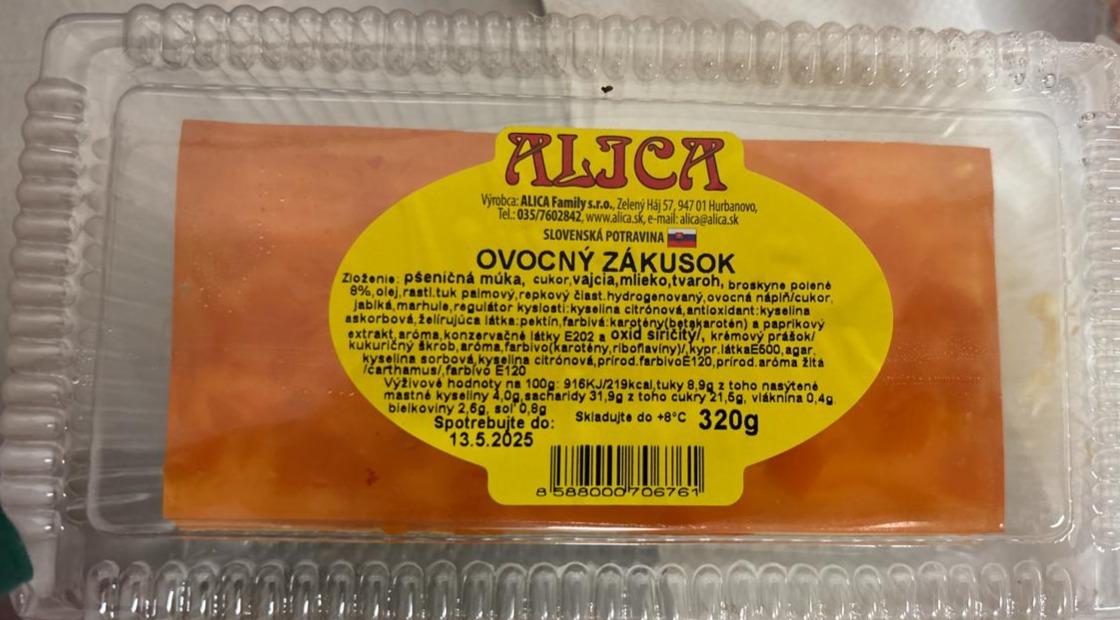 ALICA
Výrobca: ALICA Family s.r.o., Zelený Háj 57, 947 01 Hurbanovo,
Tel.: 035/7602842, www.alica.sk, e-mail: alica@alica.sk
SLOVENSKÁ POTRAVINA
OVOCNÝ ZÁKUSOK
Zloženie: pšeničná múka, cukor,vajcia,mlieko,tvaroh, broskyne polené
8%,olej,rastl.tuk palmový,repkový čiast.hydrogenovaný,ovocná náplň/cukor,
jablká,marhule,regulátor kyslosti:kyselina citrónová,antioxidant:kyselina
askorbová,želírujúca látka:pektín,farbivá:karotény(betakarotén) a paprikový
extrakt,aróma,konzervačné látky E202 a oxid siričitý/, krémový prášok/
kukuričný škrob,aróma,farbivo(karotény,riboflavíny)/,kypr.látkaE500,agar,
kyselina sorbová,kyselina citrónová,prírod.farbivoE120,prírod.aróma žltá
/carthamus/,farbivo E120
Výživové hodnoty na 100g: 916KJ/219kcal,tuky 8,9g z toho nasýtené
mastné kyseliny 4,0g,sacharidy 31,9g z toho cukry 21,5g, vláknina 0,4g
bielkoviny 2,6g, soľ 0,8g
Skladujte do +8°C 320g
Spotrebujte do:
13.5.2025
8 588000 706761